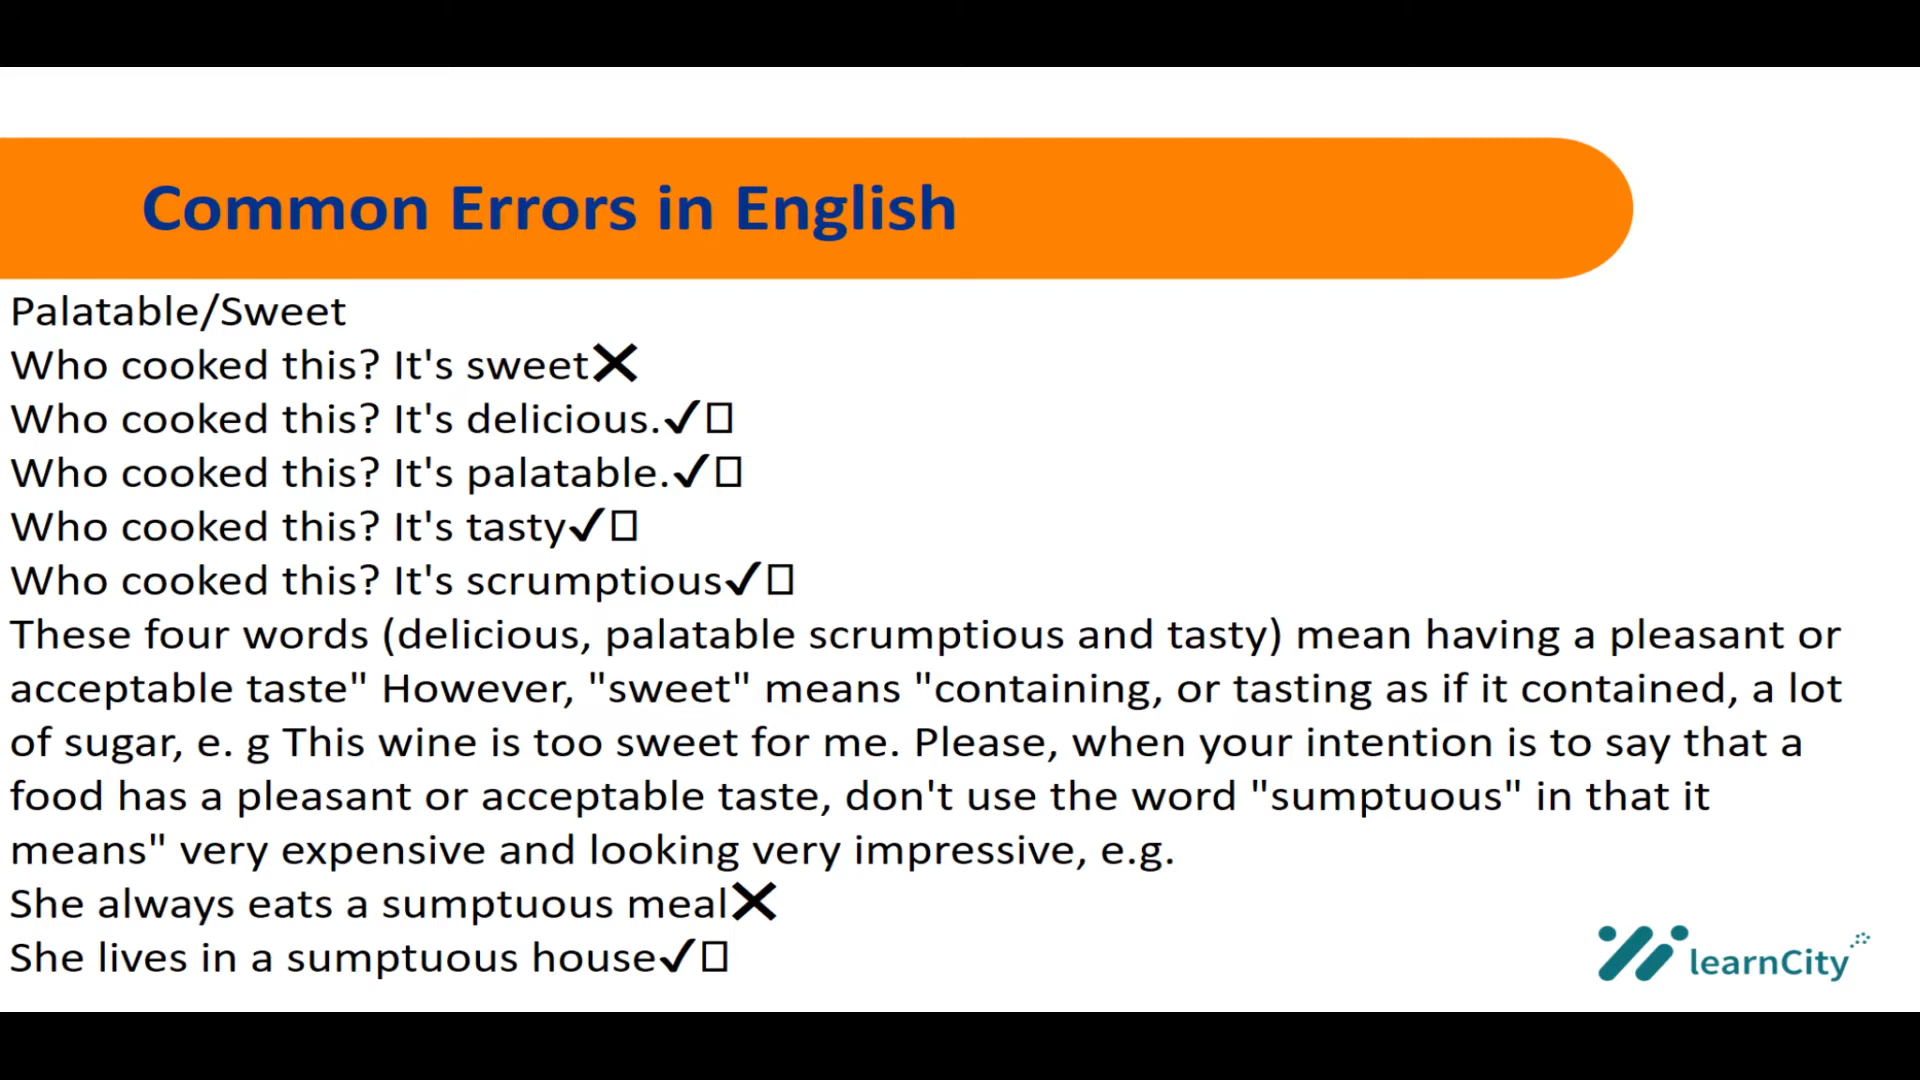 Common Errors in English
Palatable/Sweet
Who cooked this? It's sweet❌
Who cooked this? It's delicious.✔□
Who cooked this? It's palatable.✔□
Who cooked this? It's tasty✔□
Who cooked this? It's scrumptious✔□
These four words (delicious, palatable scrumptious and tasty) mean having a pleasant or
acceptable taste" However, "sweet" means "containing, or tasting as if it contained, a lot
of sugar, e. g This wine is too sweet for me. Please, when your intention is to say that a
food has a pleasant or acceptable taste, don't use the word "sumptuous" in that it
means" very expensive and looking very impressive, e.g.
She always eats a sumptuous meal❌
She lives in a sumptuous house✔□
learnCity